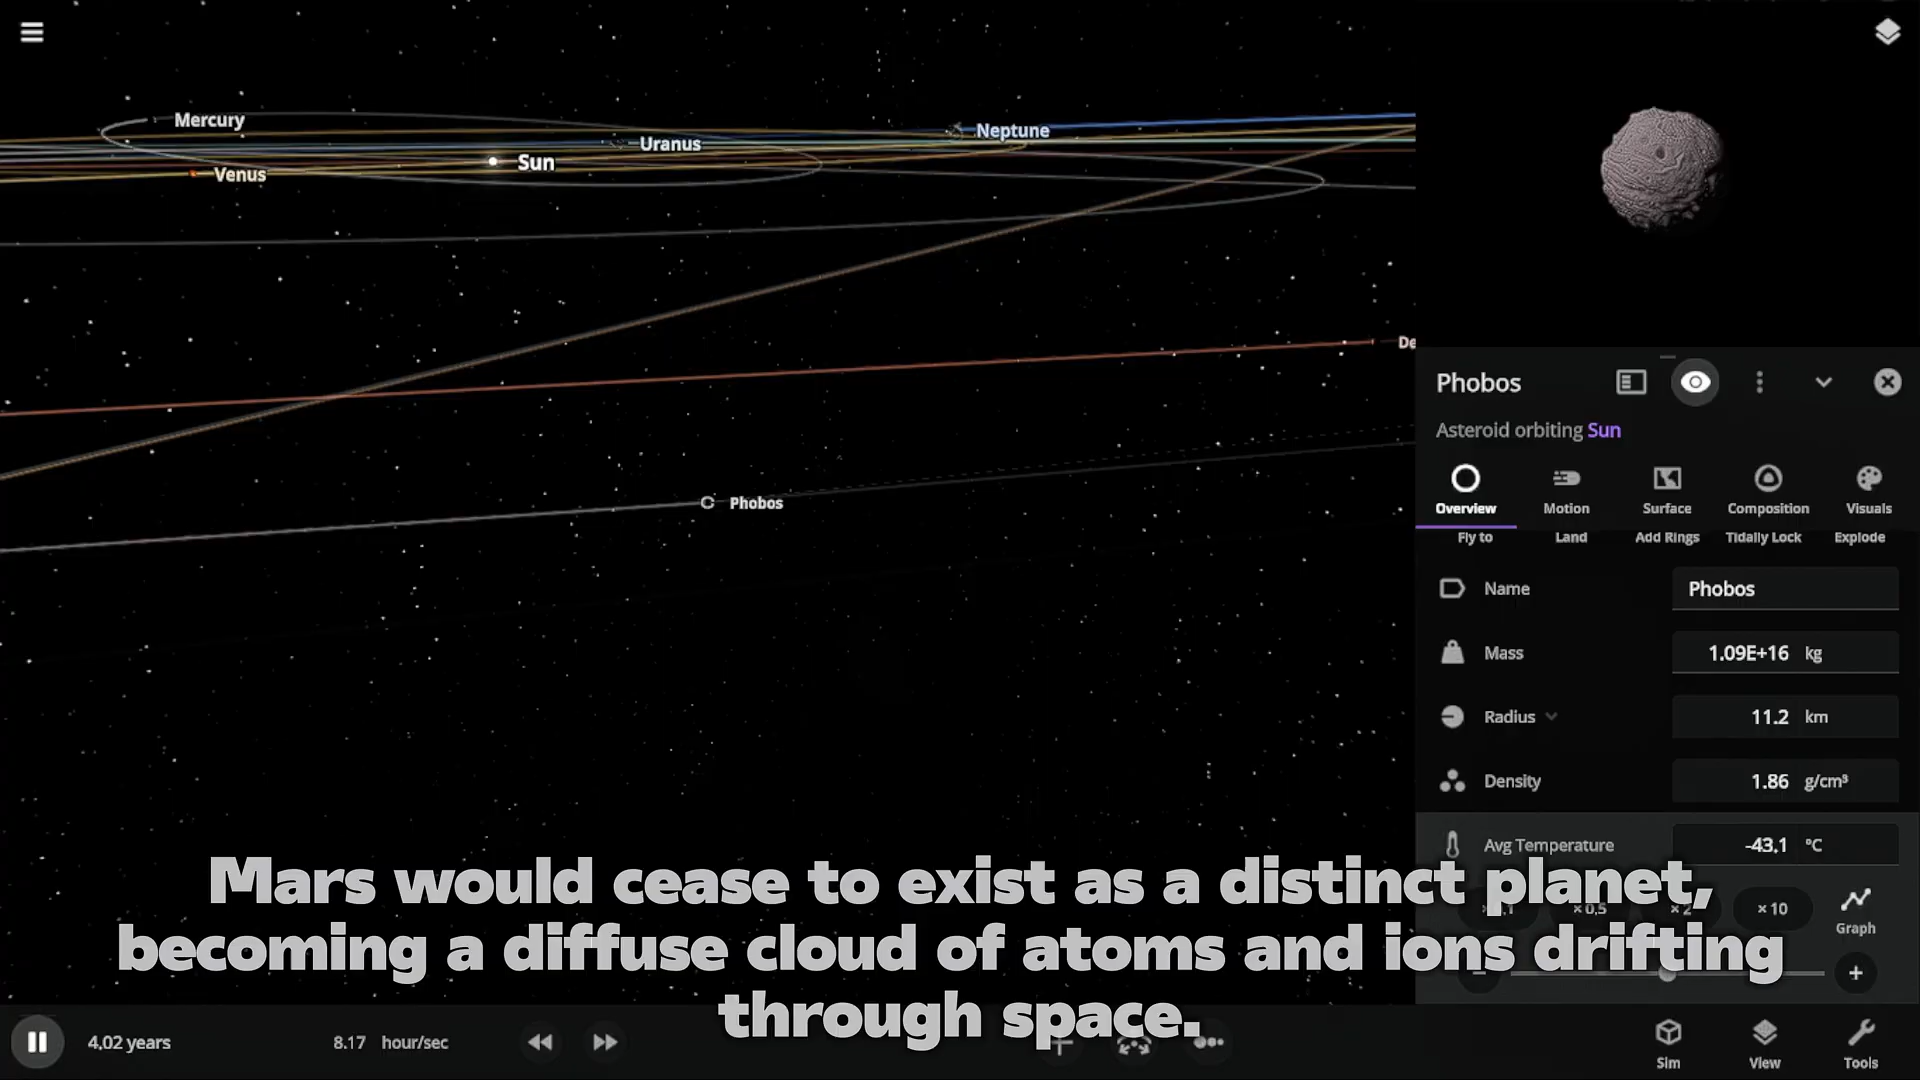 Mercury
Neptune
Uranus
Sun
Venus
De
Phobos
Phobos
Asteroid orbiting Sun
Overview Motion Surface Composition Visuals
Fly to Land Add Rings Tidally Lock Explode
Name Phobos
Mass 1.09E+16 kg
Radius 11.2 km
Density 1.86 g/cm³
Avg Temperature -43.1 °C
×0.5 ×2 ×10
Graph
Mars would cease to exist as a distinct planet,
becoming a diffuse cloud of atoms and ions drifting
through space.
4.02 years 8.17 hour/sec
Sim View Tools